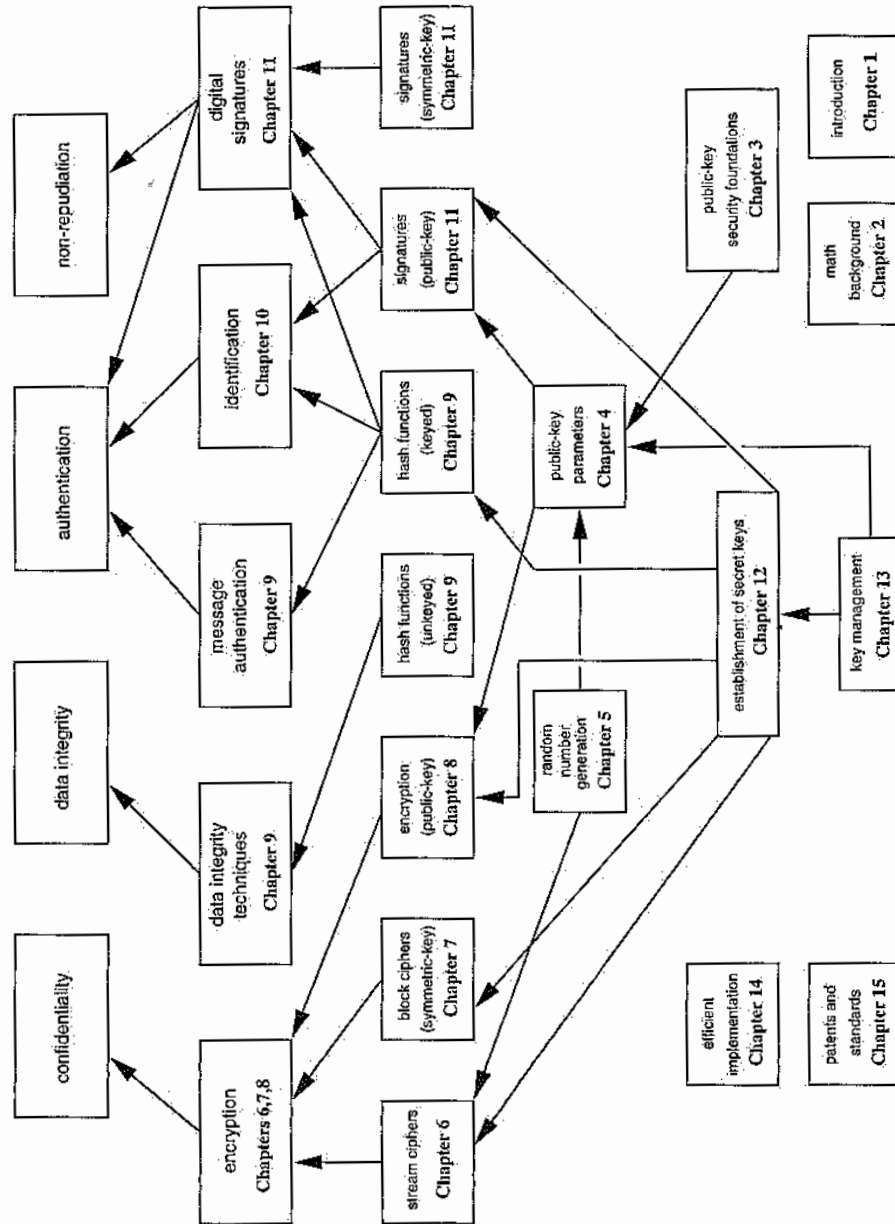 confidentiality
data integrity
authentication
non-repudiation
encryption
Chapters 6,7,8
data integrity
techniques
Chapter 9
message
authentication
Chapter 9
identification
Chapter 10
digital
signatures
Chapter 11
stream ciphers
Chapter 6
block ciphers
(symmetric-key)
Chapter 7
encryption
(public-key)
Chapter 8
hash functions
(unkeyed)
Chapter 9
hash functions
(keyed)
Chapter 9
signatures
(public-key)
Chapter 11
signatures
(symmetric-key)
Chapter 11
random
number
generation
Chapter 5
public-key
parameters
Chapter 4
public-key
security foundations
Chapter 3
efficient
implementation
Chapter 14
establishment of secret keys
Chapter 12
patents and
standards
Chapter 15
key management
Chapter 13
math
background
Chapter 2
introduction
Chapter 1